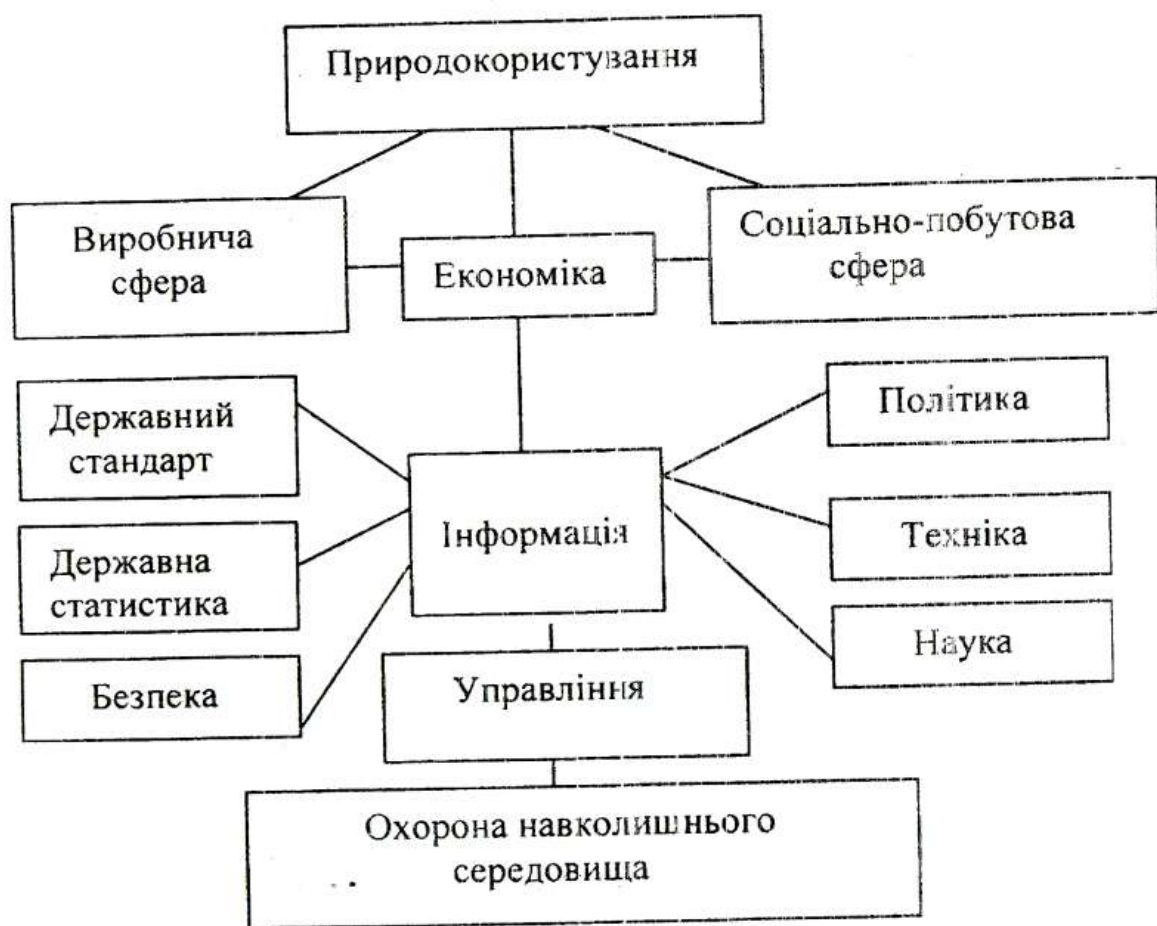 Природокористування
Виробнича
сфера
Економіка
Соціально-побутова
сфера
Державний
стандарт
Державна
статистика
Безпека
Інформація
Політика
Техніка
Наука
Управління
Охорона навколишнього
середовища